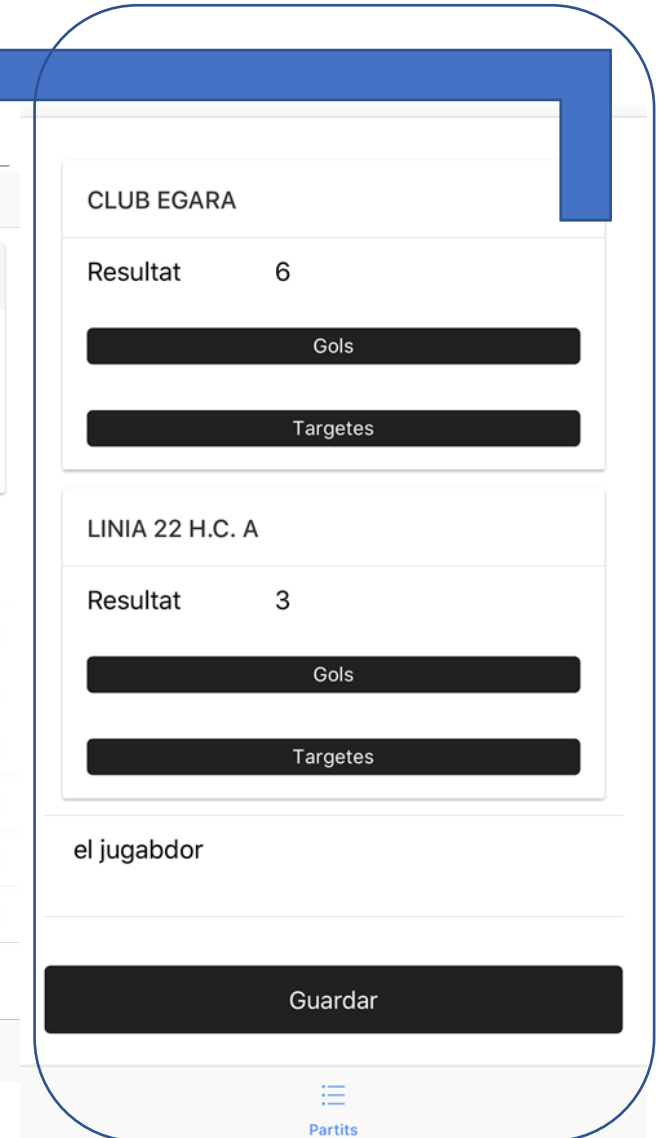 CLUB EGARA
Resultat 6
Gols
Targetes
LINIA 22 H.C. A
Resultat 3
Gols
Targetes
el jugabdor
Guardar
Partits